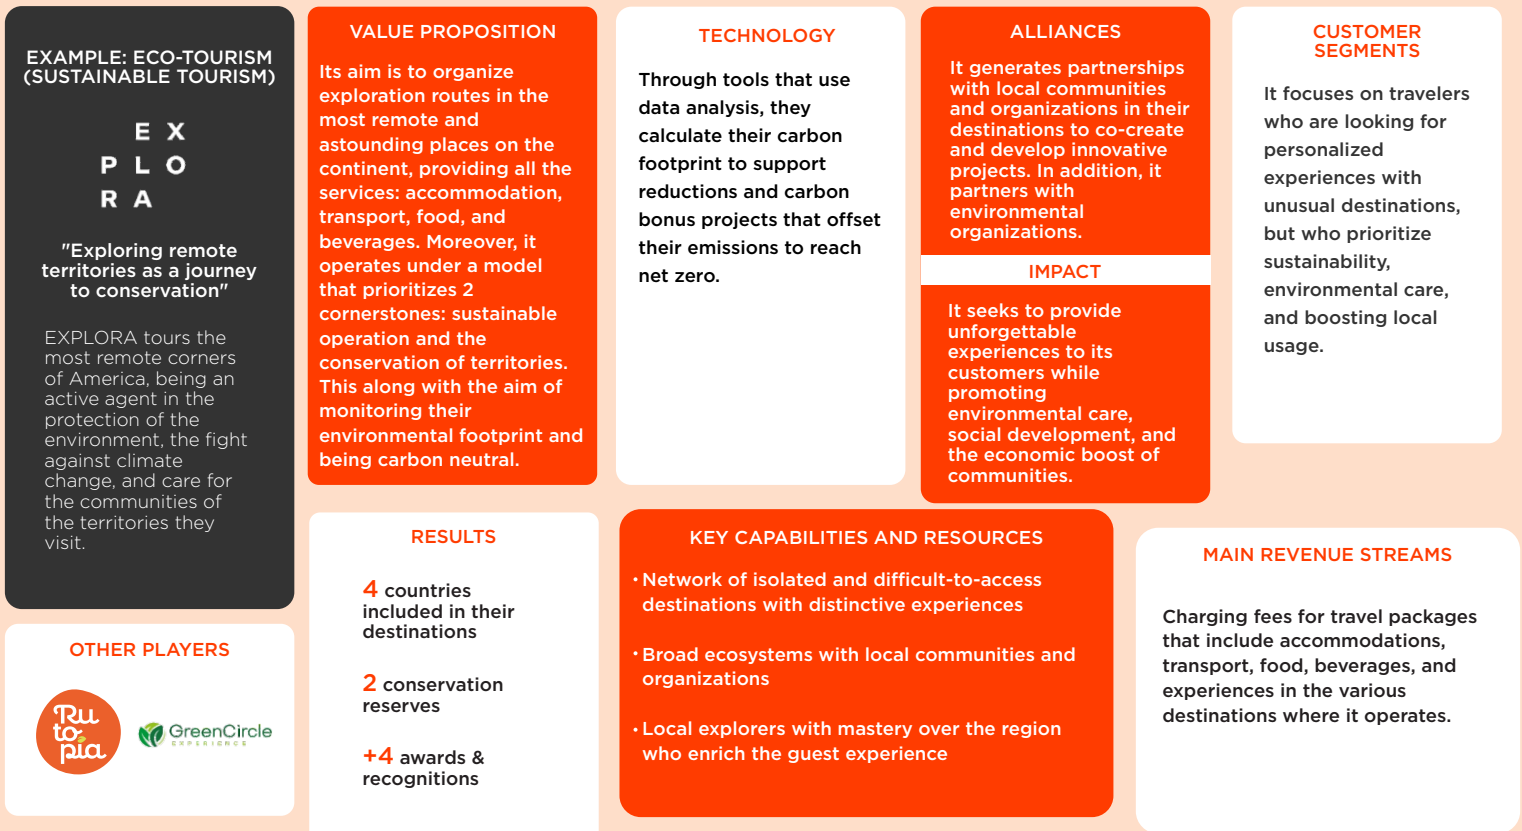 EXAMPLE: ECO-TOURISM
(SUSTAINABLE TOURISM)
E X
P L O
R A
"Exploring remote
territories as a journey
to conservation"
EXPLORA tours the
most remote corners
of America, being an
active agent in the
protection of the
environment, the fight
against climate
change, and care for
the communities of
the territories they
visit.
OTHER PLAYERS
Ru
to
pia
GreenCircle
EXPERIENCE
VALUE PROPOSITION
Its aim is to organize
exploration routes in the
most remote and
astounding places on the
continent, providing all the
services: accommodation,
transport, food, and
beverages. Moreover, it
operates under a model
that prioritizes 2
cornerstones: sustainable
operation and the
conservation of territories.
This along with the aim of
monitoring their
environmental footprint and
being carbon neutral.
TECHNOLOGY
Through tools that use
data analysis, they
calculate their carbon
footprint to support
reductions and carbon
bonus projects that offset
their emissions to reach
net zero.
ALLIANCES
It generates partnerships
with local communities
and organizations in their
destinations to co-create
and develop innovative
projects. In addition, it
partners with
environmental
organizations.
IMPACT
It seeks to provide
unforgettable
experiences to its
customers while
promoting
environmental care,
social development, and
the economic boost of
communities.
CUSTOMER
SEGMENTS
It focuses on travelers
who are looking for
personalized
experiences with
unusual destinations,
but who prioritize
sustainability,
environmental care,
and boosting local
usage.
RESULTS
4 countries
included in their
destinations
2 conservation
reserves
+4 awards &
recognitions
KEY CAPABILITIES AND RESOURCES
• Network of isolated and difficult-to-access
destinations with distinctive experiences
• Broad ecosystems with local communities and
organizations
• Local explorers with mastery over the region
who enrich the guest experience
MAIN REVENUE STREAMS
Charging fees for travel packages
that include accommodations,
transport, food, beverages, and
experiences in the various
destinations where it operates.